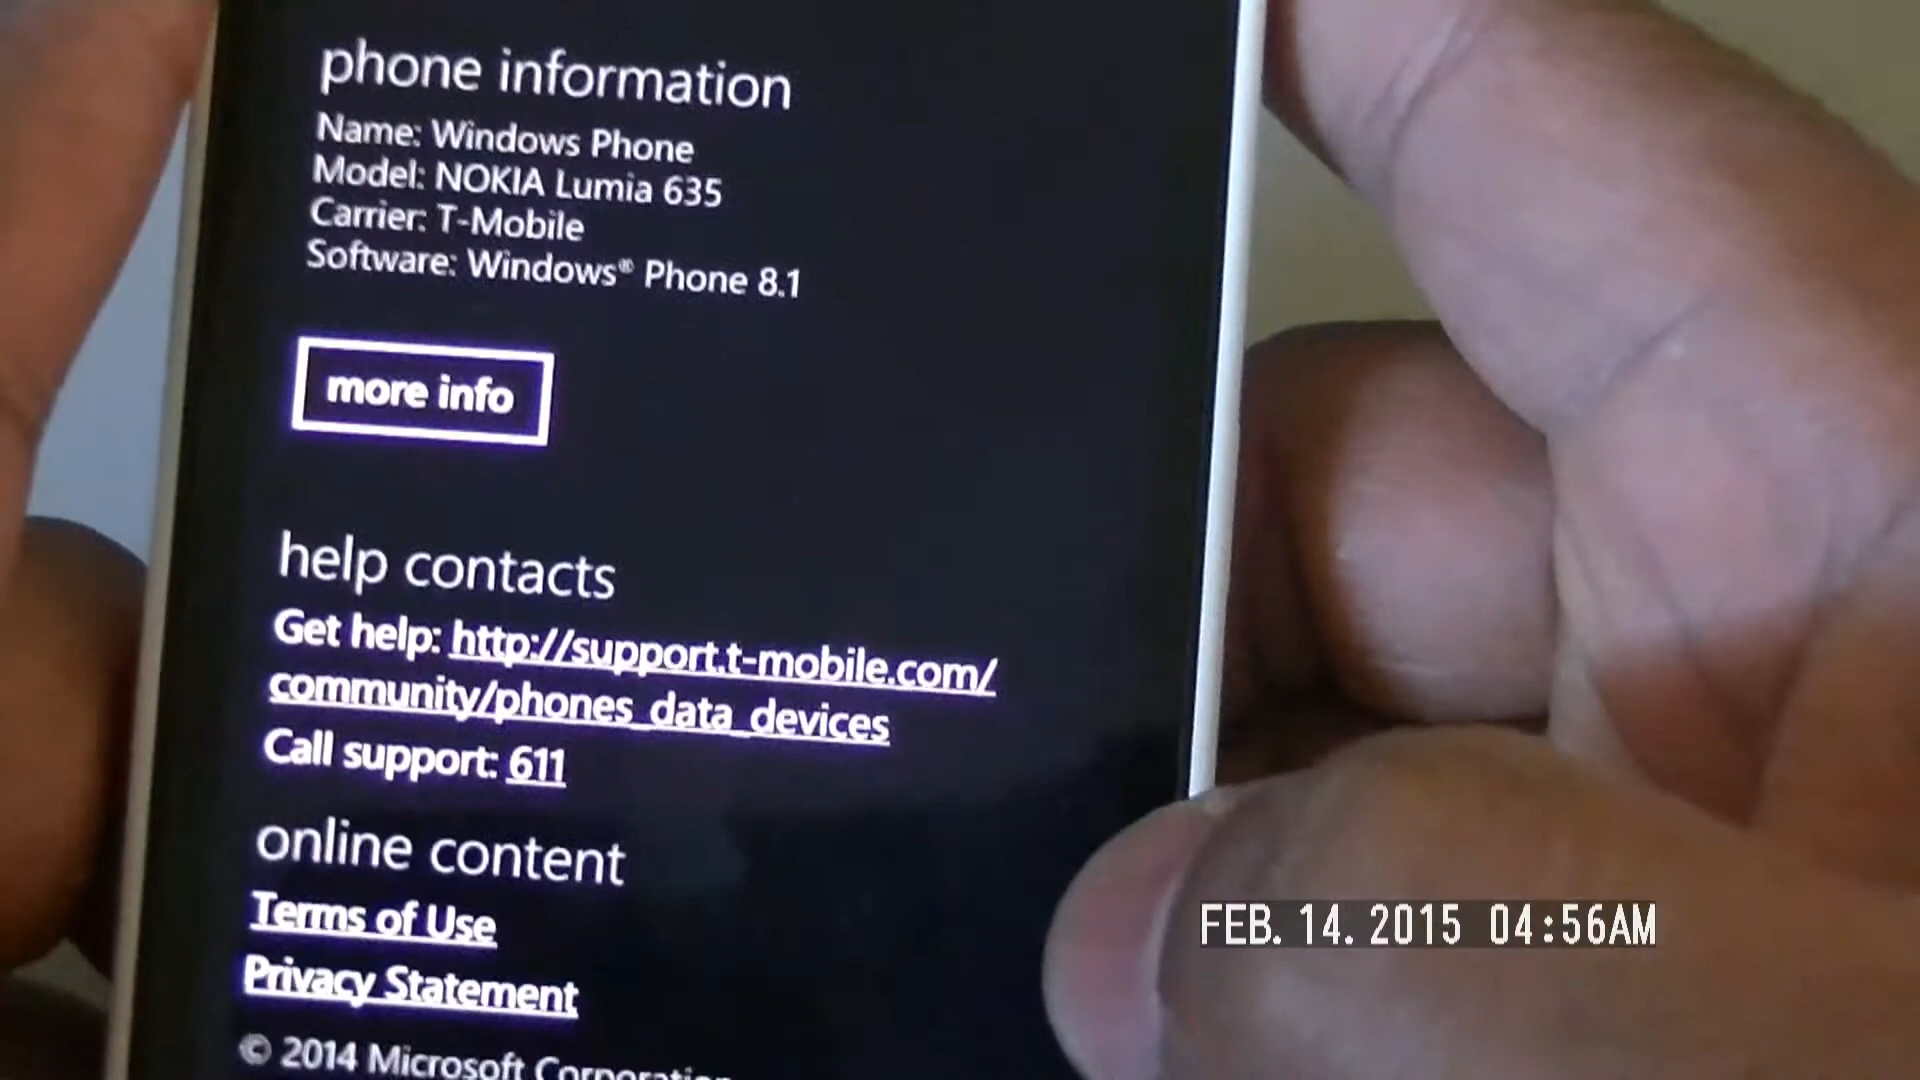 phone information
Name: Windows Phone
Model: NOKIA Lumia 635
Carrier: T-Mobile
Software: Windows® Phone 8.1
more info
help contacts
Get help: http://support.t-mobile.com/
community/phones_data_devices
Call support: 611
online content
Terms of Use
Privacy Statement
© 2014 Microsoft Corporation
FEB. 14. 2015 04:56AM